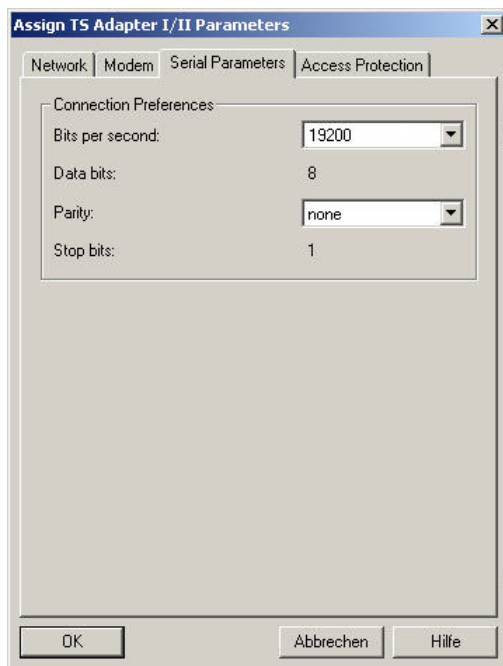 Assign TS Adapter I/II Parameters
Network Modem Serial Parameters Access Protection
Connection Preferences
Bits per second: 19200
Data bits: 8
Parity: none
Stop bits: 1
OK Abbrechen Hilfe